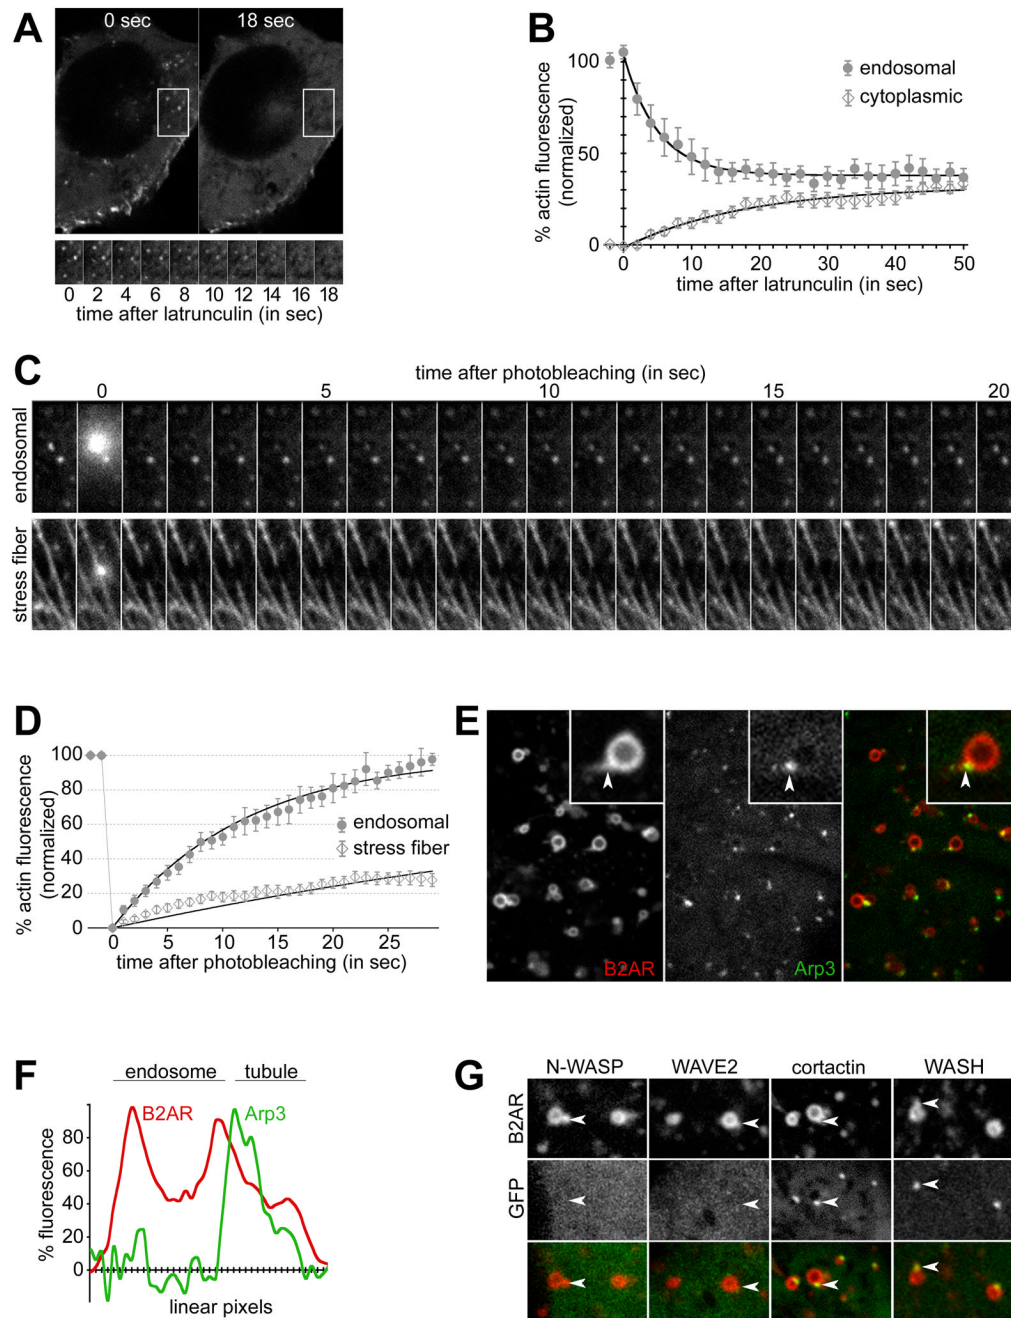 A
0 sec 18 sec
0 2 4 6 8 10 12 14 16 18
time after latrunculin (in sec)
B
% actin fluorescence
(normalized)
100
50
0
endosomal
cytoplasmic
0 10 20 30 40 50
time after latrunculin (in sec)
C
time after photobleaching (in sec)
0 5 10 15 20
endosomal
stress fiber
D
% actin fluorescence
(normalized)
100
80
60
40
20
0
endosomal
stress fiber
0 5 10 15 20 25
time after photobleaching (in sec)
E
B2AR
Arp3
F
endosome tubule
B2AR Arp3
% fluorescence
80
60
40
20
0
linear pixels
G
N-WASP WAVE2 cortactin WASH
B2AR
GFP